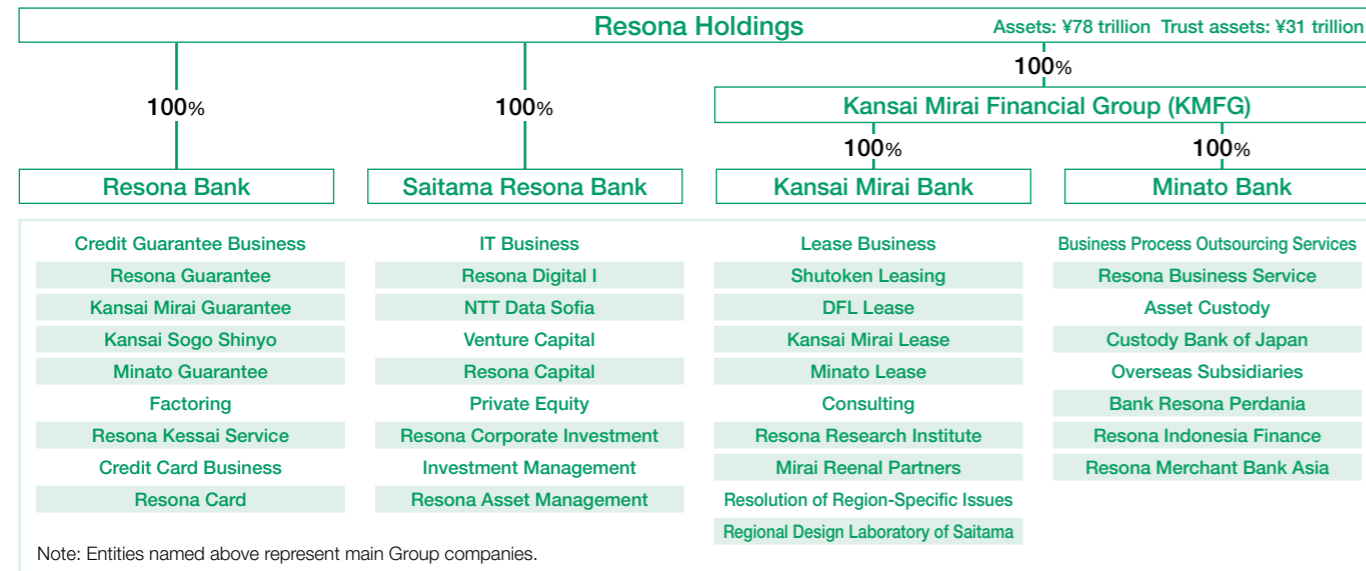 Resona Holdings
Assets: ¥78 trillion Trust assets: ¥31 trillion
100%
100%
100%
Kansai Mirai Financial Group (KMFG)
100%
100%
Resona Bank
Saitama Resona Bank
Kansai Mirai Bank
Minato Bank
Credit Guarantee Business
Resona Guarantee
Kansai Mirai Guarantee
Kansai Sogo Shinyo
Minato Guarantee
Factoring
Resona Kessai Service
Credit Card Business
Resona Card
IT Business
Resona Digital I
NTT Data Sofia
Venture Capital
Resona Capital
Private Equity
Resona Corporate Investment
Investment Management
Resona Asset Management
Lease Business
Shutoken Leasing
DFL Lease
Kansai Mirai Lease
Minato Lease
Consulting
Resona Research Institute
Mirai Reenal Partners
Resolution of Region-Specific Issues
Regional Design Laboratory of Saitama
Business Process Outsourcing Services
Resona Business Service
Asset Custody
Custody Bank of Japan
Overseas Subsidiaries
Bank Resona Perdania
Resona Indonesia Finance
Resona Merchant Bank Asia
Note: Entities named above represent main Group companies.